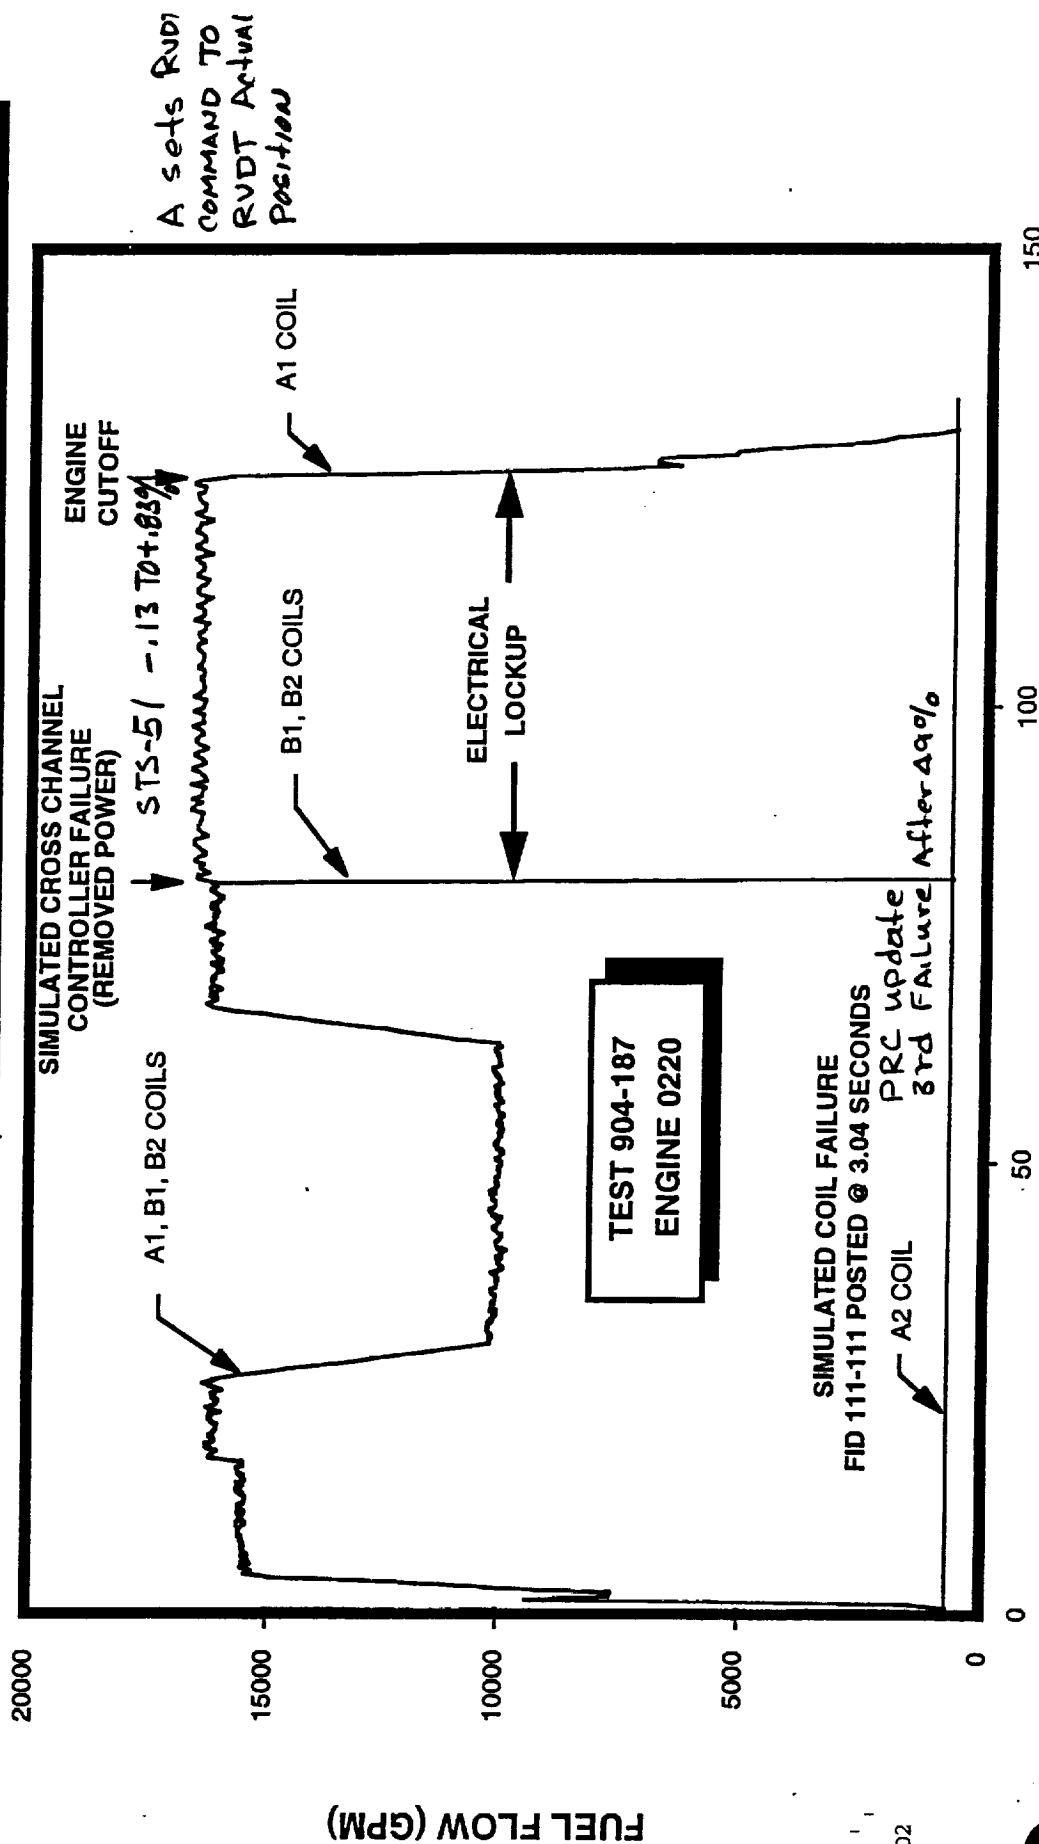 A sets RVDT
COMMAND TO
RVDT Actual
Position
SIMULATED CROSS CHANNEL
CONTROLLER FAILURE
(REMOVED POWER)
ENGINE
CUTOFF
STS-51 -.13 TO +.83%
A1, B1, B2 COILS
B1, B2 COILS
A1 COIL
ELECTRICAL
LOCKUP
TEST 904-187
ENGINE 0220
SIMULATED COIL FAILURE
FID 111-111 POSTED @ 3.04 SECONDS
PRC update
3rd FAILURE After 49%
A2 COIL
20000
15000
10000
5000
0
0
50
100
150
FUEL FLOW (GPM)
02